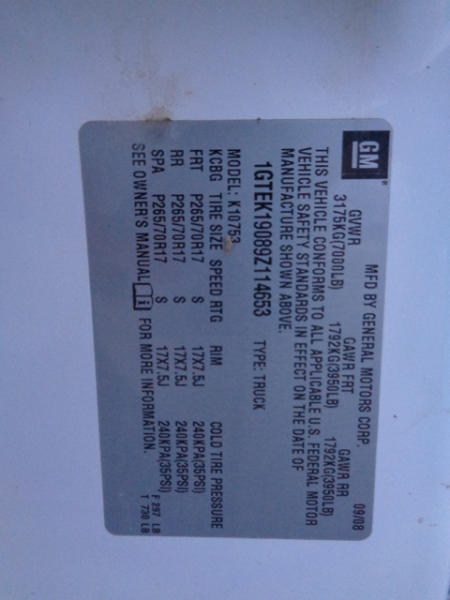 GM
MFD BY GENERAL MOTORS CORP. 09/08
GVWR GAWR FRT GAWR RR
3175KG(7000LB) 1792KG(3950LB) 1792KG(3950LB)
THIS VEHICLE CONFORMS TO ALL APPLICABLE U.S. FEDERAL MOTOR
VEHICLE SAFETY STANDARDS IN EFFECT ON THE DATE OF
MANUFACTURE SHOWN ABOVE.
1GTEK19089Z114653 TYPE: TRUCK
MODEL: K10753
KCBG TIRE SIZE SPEED RTG RIM COLD TIRE PRESSURE
FRT P265/70R17 S 17X7.5J 240KPA(35PSI)
RR P265/70R17 S 17X7.5J 240KPA(35PSI)
SPA P265/70R17 S 17X7.5J 240KPA(35PSI)
SEE OWNER'S MANUAL FOR MORE INFORMATION.
F 297 LB
T 730 LB